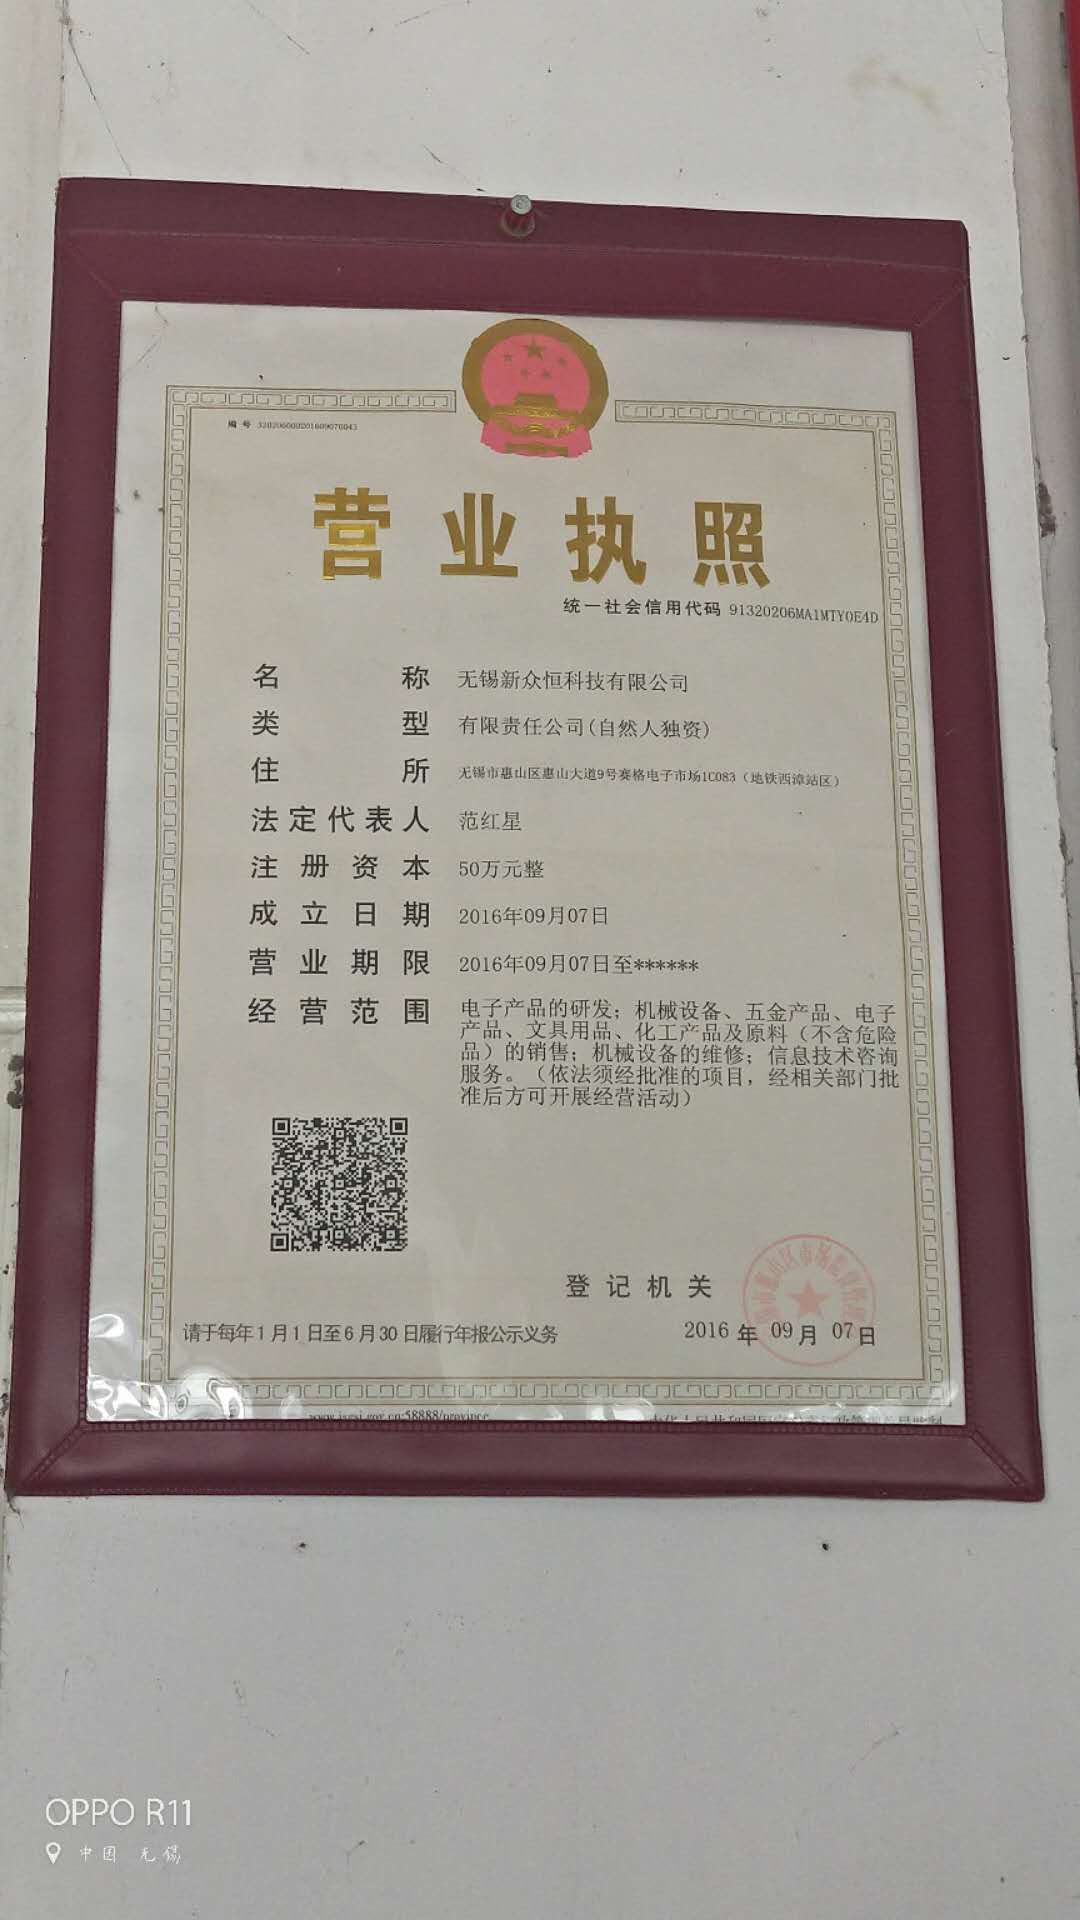 编号 320206000201609070043
营业执照
统一社会信用代码 91320206MA1MTY0E4D
名称 无锡新众恒科技有限公司
类型 有限责任公司(自然人独资)
住所 无锡市惠山区惠山大道9号赛格电子市场1C083（地铁西漳站区）
法定代表人 范红星
注册资本 50万元整
成立日期 2016年09月07日
营业期限 2016年09月07日至******
经营范围 电子产品的研发；机械设备、五金产品、电子
产品、文具用品、化工产品及原料（不含危险
品）的销售；机械设备的维修；信息技术咨询
服务。（依法须经批准的项目，经相关部门批
准后方可开展经营活动）
登记机关
请于每年1月1日至6月30日履行年报公示义务
2016年09月07日
www.jsgsj.gov.cn:58888/province
OPPO R11
中国 无锡